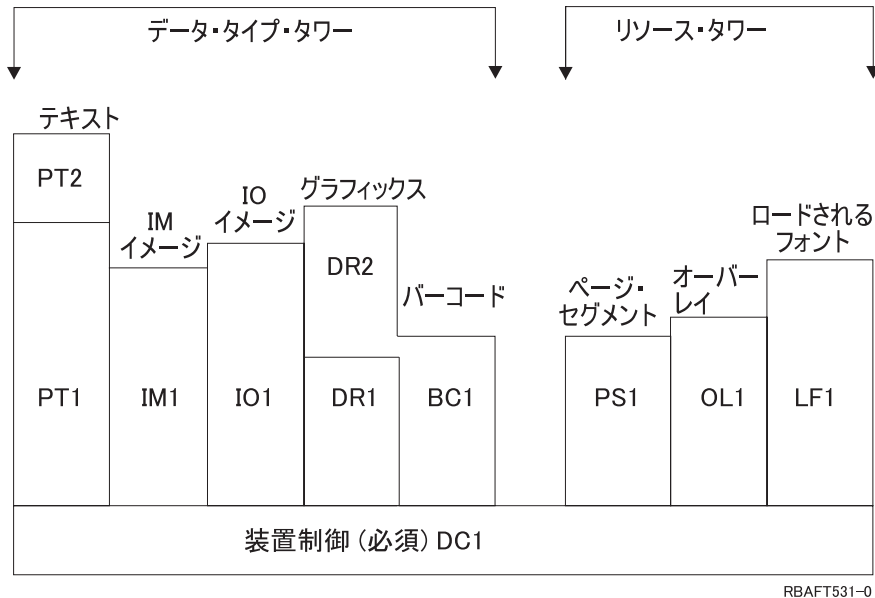 データ・タイプ・タワー
リソース・タワー
テキスト
PT2
IM
イメージ
IO
イメージ
グラフィックス
DR2
バーコード
ページ・
セグメント
オーバー
レイ
ロードされる
フォント
PT1
IM1
IO1
DR1
BC1
PS1
OL1
LF1
装置制御（必須）DC1
RBAFT531-0